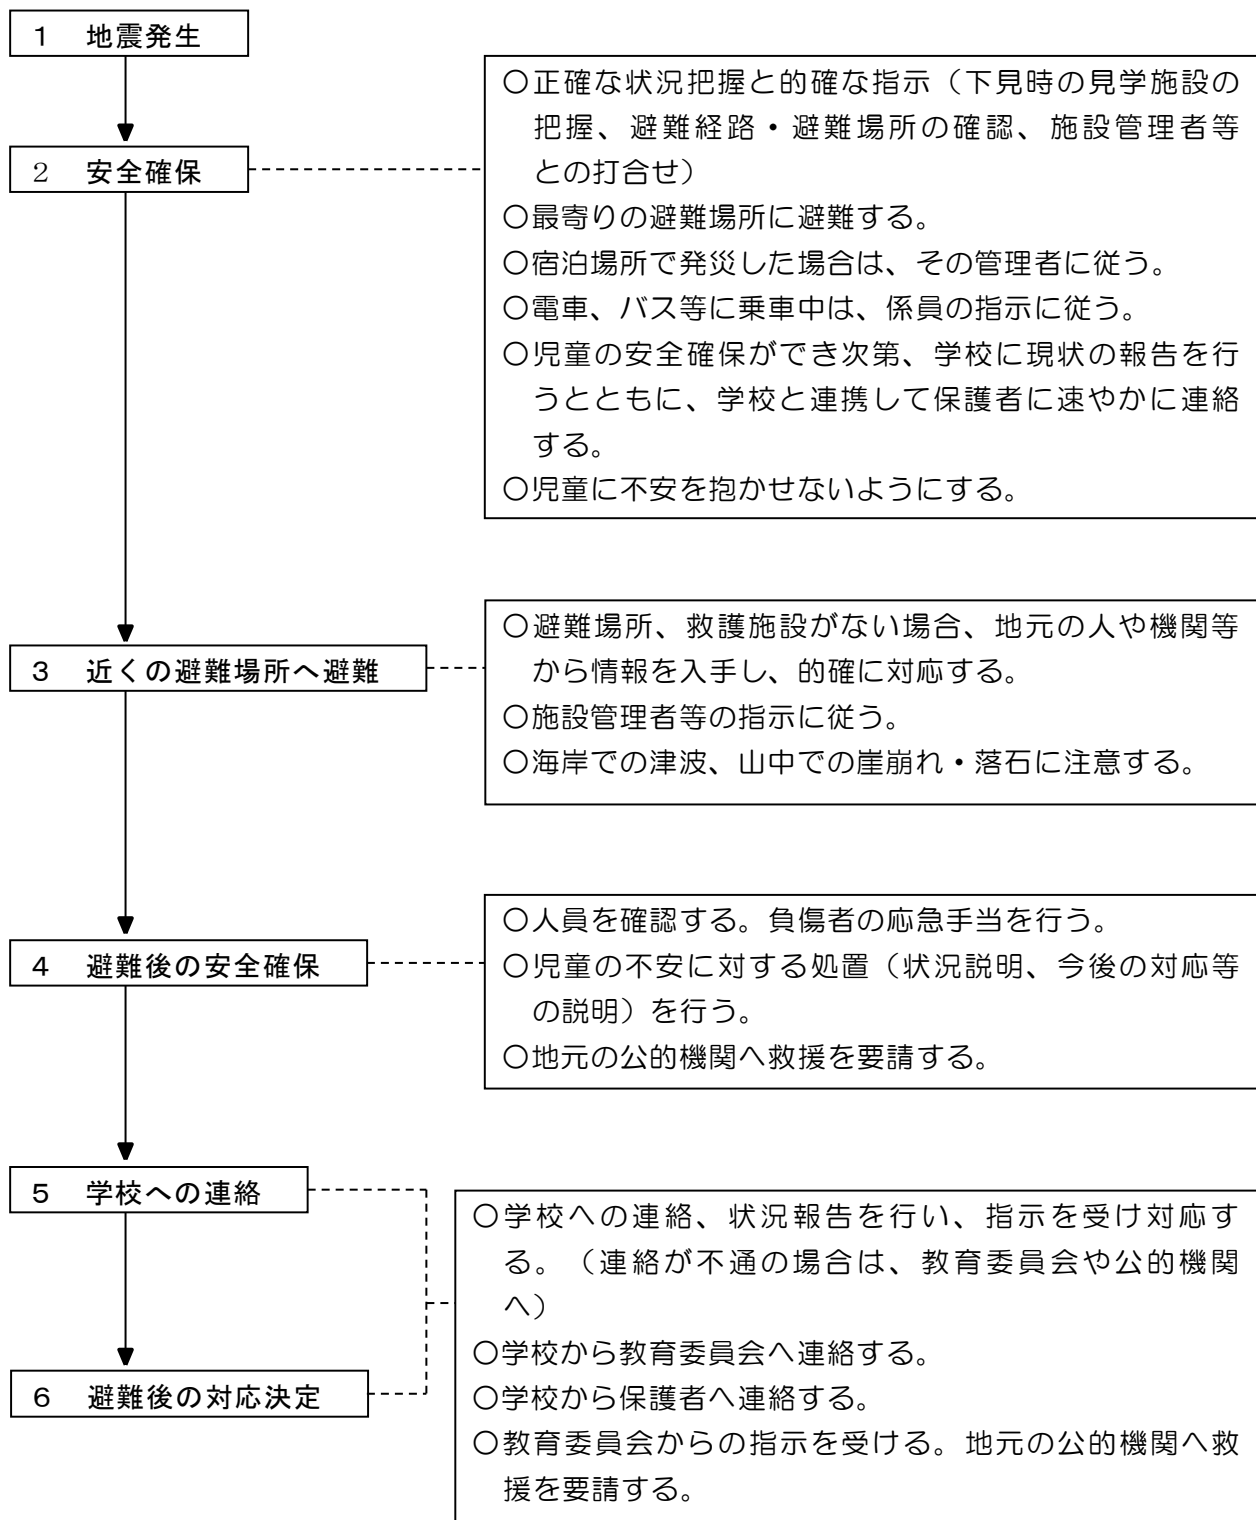 １　地震発生
２　安全確保
〇正確な状況把握と的確な指示（下見時の見学施設の
把握、避難経路・避難場所の確認、施設管理者等
との打合せ）
〇最寄りの避難場所に避難する。
〇宿泊場所で発災した場合は、その管理者に従う。
〇電車、バス等に乗車中は、係員の指示に従う。
〇児童の安全確保ができ次第、学校に現状の報告を行
うとともに、学校と連携して保護者に速やかに連絡
する。
〇児童に不安を抱かせないようにする。
３　近くの避難場所へ避難
〇避難場所、救護施設がない場合、地元の人や機関等
から情報を入手し、的確に対応する。
〇施設管理者等の指示に従う。
〇海岸での津波、山中での崖崩れ・落石に注意する。
４　避難後の安全確保
〇人員を確認する。負傷者の応急手当を行う。
〇児童の不安に対する処置（状況説明、今後の対応等
の説明）を行う。
〇地元の公的機関へ救援を要請する。
５　学校への連絡
６　避難後の対応決定
〇学校への連絡、状況報告を行い、指示を受け対応す
る。（連絡が不通の場合は、教育委員会や公的機関
へ）
〇学校から教育委員会へ連絡する。
〇学校から保護者へ連絡する。
〇教育委員会からの指示を受ける。地元の公的機関へ救
援を要請する。